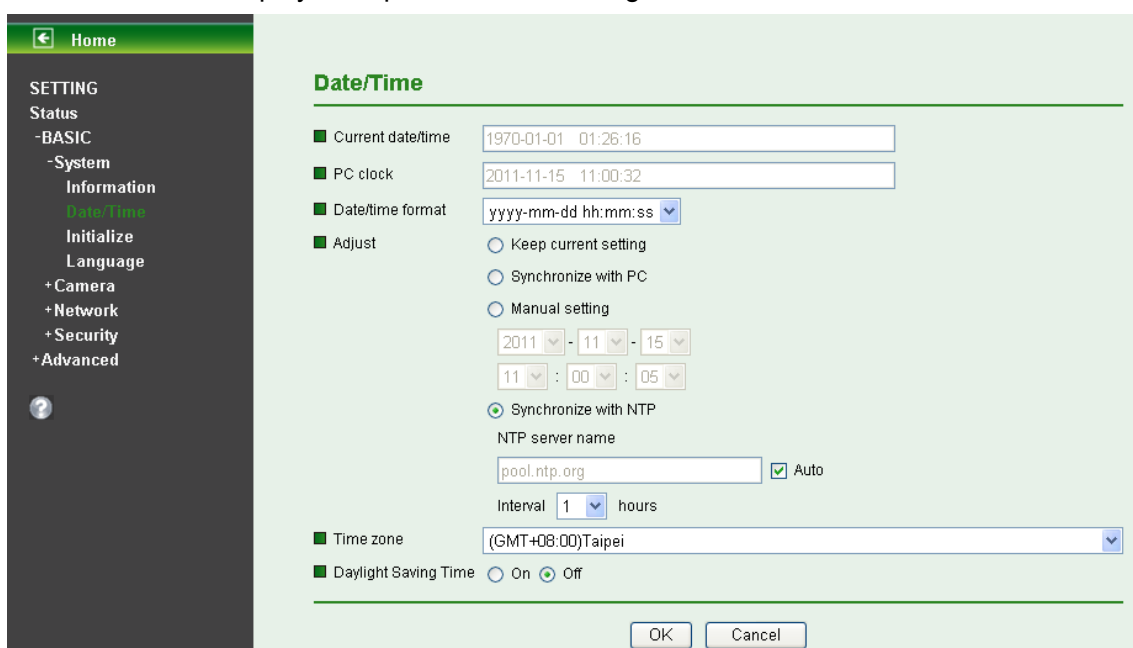 Home
SETTING
Status
-BASIC
-System
Information
Date/Time
Initialize
Language
+Camera
+Network
+Security
+Advanced
?
Date/Time
Current date/time 1970-01-01 01:26:16
PC clock 2011-11-15 11:00:32
Date/time format yyyy-mm-dd hh:mm:ss
Adjust Keep current setting
Synchronize with PC
Manual setting
2011 - 11 - 15
11 : 00 : 05
Synchronize with NTP
NTP server name
pool.ntp.org Auto
Interval 1 hours
Time zone (GMT+08:00)Taipei
Daylight Saving Time On Off
OK Cancel